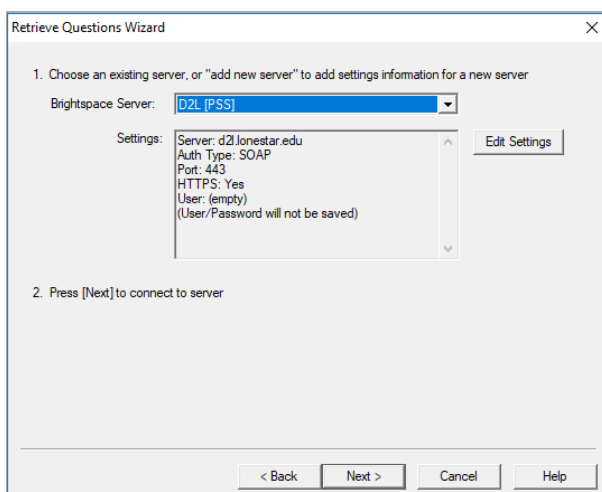 Retrieve Questions Wizard
1. Choose an existing server, or "add new server" to add settings information for a new server
Brightspace Server: D2L [PSS]
Settings: Server: d2l.lonestar.edu Edit Settings
Auth Type: SOAP
Port: 443
HTTPS: Yes
User: (empty)
(User/Password will not be saved)
2. Press [Next] to connect to server
< Back Next > Cancel Help